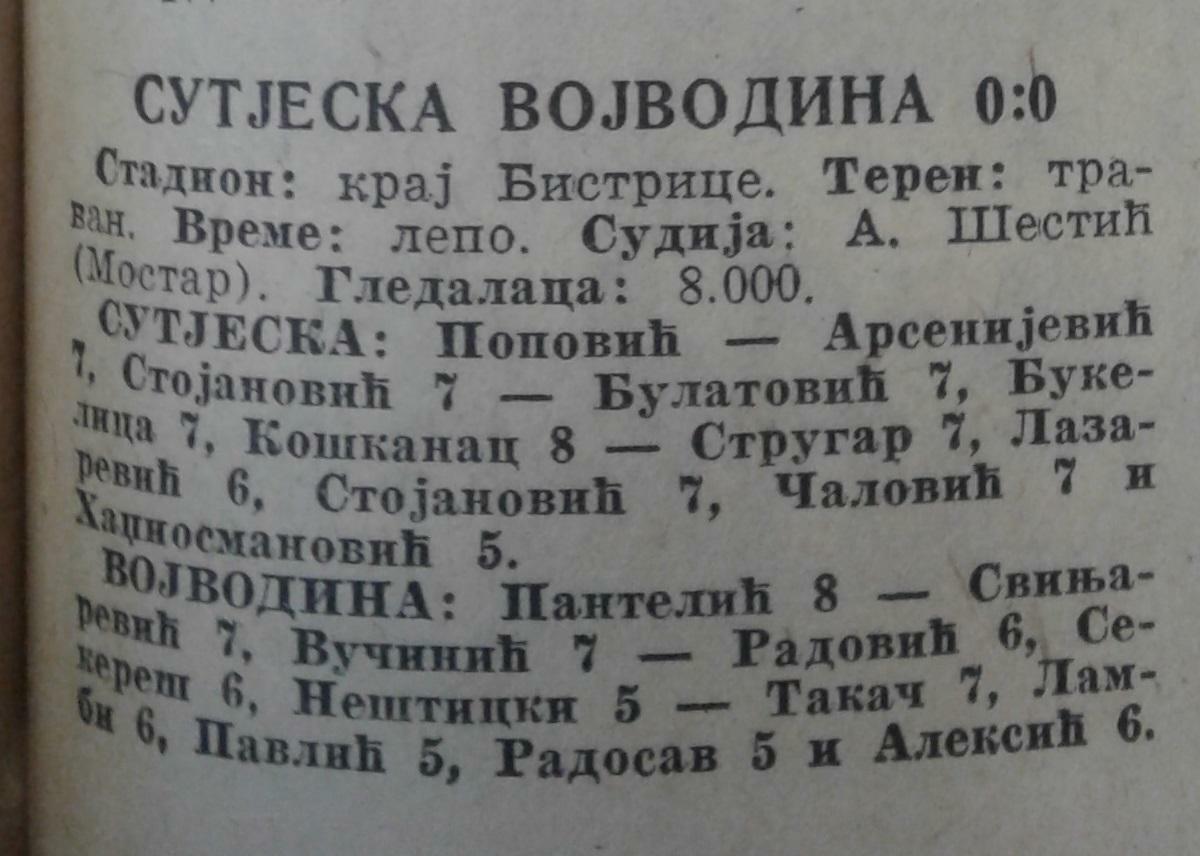 СУТЈЕСКА ВОЈВОДИНА 0:0
Стадион: крај Бистрице. Терен: тра-
ван. Време: лепо. Судија: А. Шестић
(Мостар). Гледалаца: 8.000.
СУТЈЕСКА: Поповић — Арсенијевић
7, Стојановић 7 — Булатовић 7, Буке-
лица 7, Кошканац 8 — Стругар 7, Лаза-
ревић 6, Стојановић 7, Чаловић 7 и
Хаџиосмановић 5.
ВОЈВОДИНА: Пантелић 8 — Свиња-
ревић 7, Вучинић 7 — Радовић 6, Се-
кереш 6, Нештицки 5 — Такач 7, Лам-
би 6, Павлић 5, Радосав 5 и Алексић 6.